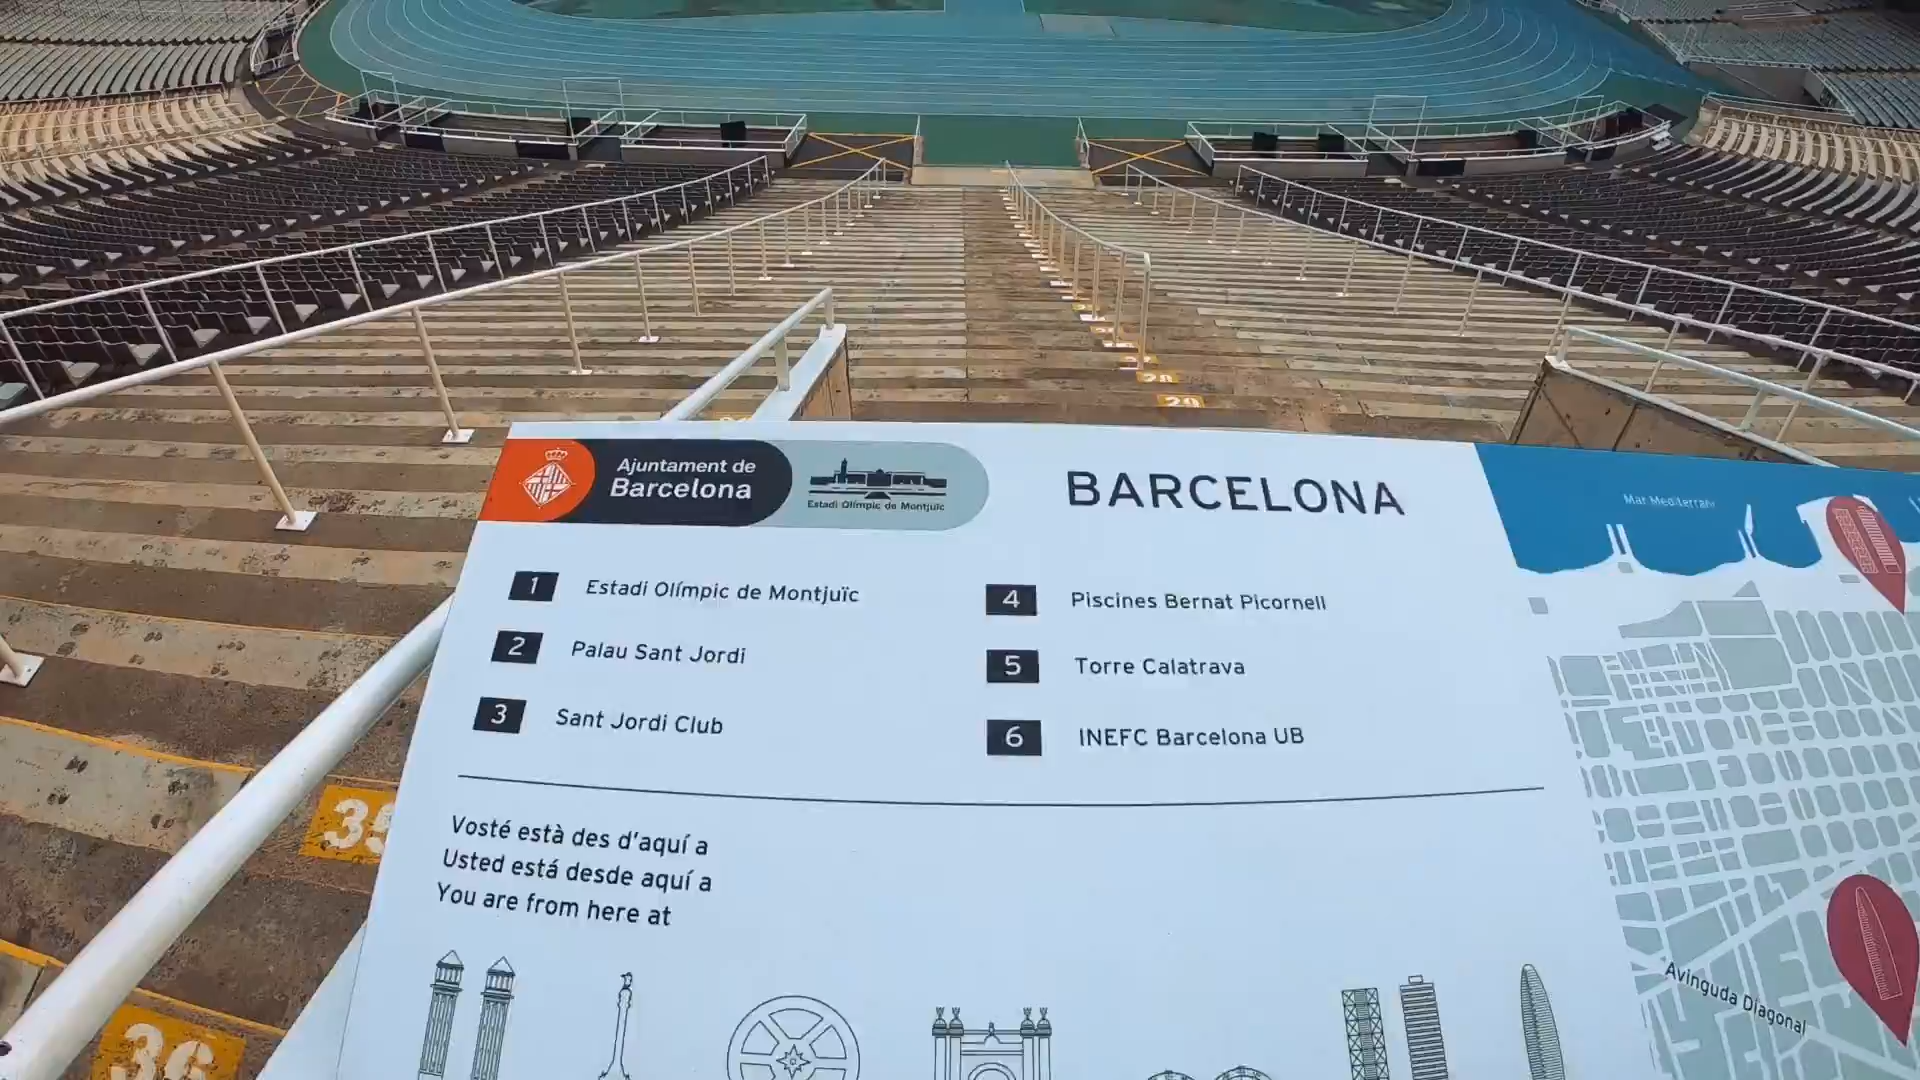 28
29
Ajuntament de
Barcelona
Estadi Olímpic de Montjuïc
BARCELONA
Mar Mediterrani
1 Estadi Olímpic de Montjuïc
2 Palau Sant Jordi
3 Sant Jordi Club
4 Piscines Bernat Picornell
5 Torre Calatrava
6 INEFC Barcelona UB
Vosté està des d'aquí a
Usted está desde aquí a
You are from here at
Avinguda Diagonal
35
36